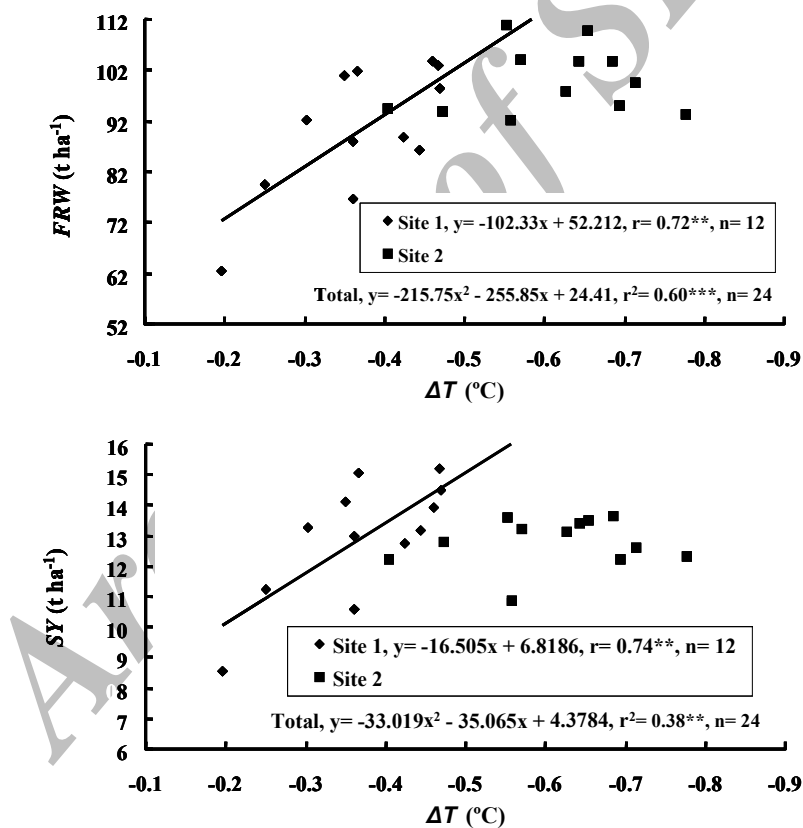 112
102
92
82
72
62
52
FRW (t ha-1)
Site 1, y= -102.33x + 52.212, r= 0.72**, n= 12
Site 2
Total, y= -215.75x2 - 255.85x + 24.41, r2= 0.60***, n= 24
-0.1 -0.2 -0.3 -0.4 -0.5 -0.6 -0.7 -0.8 -0.9
ΔT (ºC)
16
15
14
13
12
11
10
9
8
7
6
SY (t ha-1)
Site 1, y= -16.505x + 6.8186, r= 0.74**, n= 12
Site 2
Total, y= -33.019x2 - 35.065x + 4.3784, r2= 0.38**, n= 24
-0.1 -0.2 -0.3 -0.4 -0.5 -0.6 -0.7 -0.8 -0.9
ΔT (ºC)